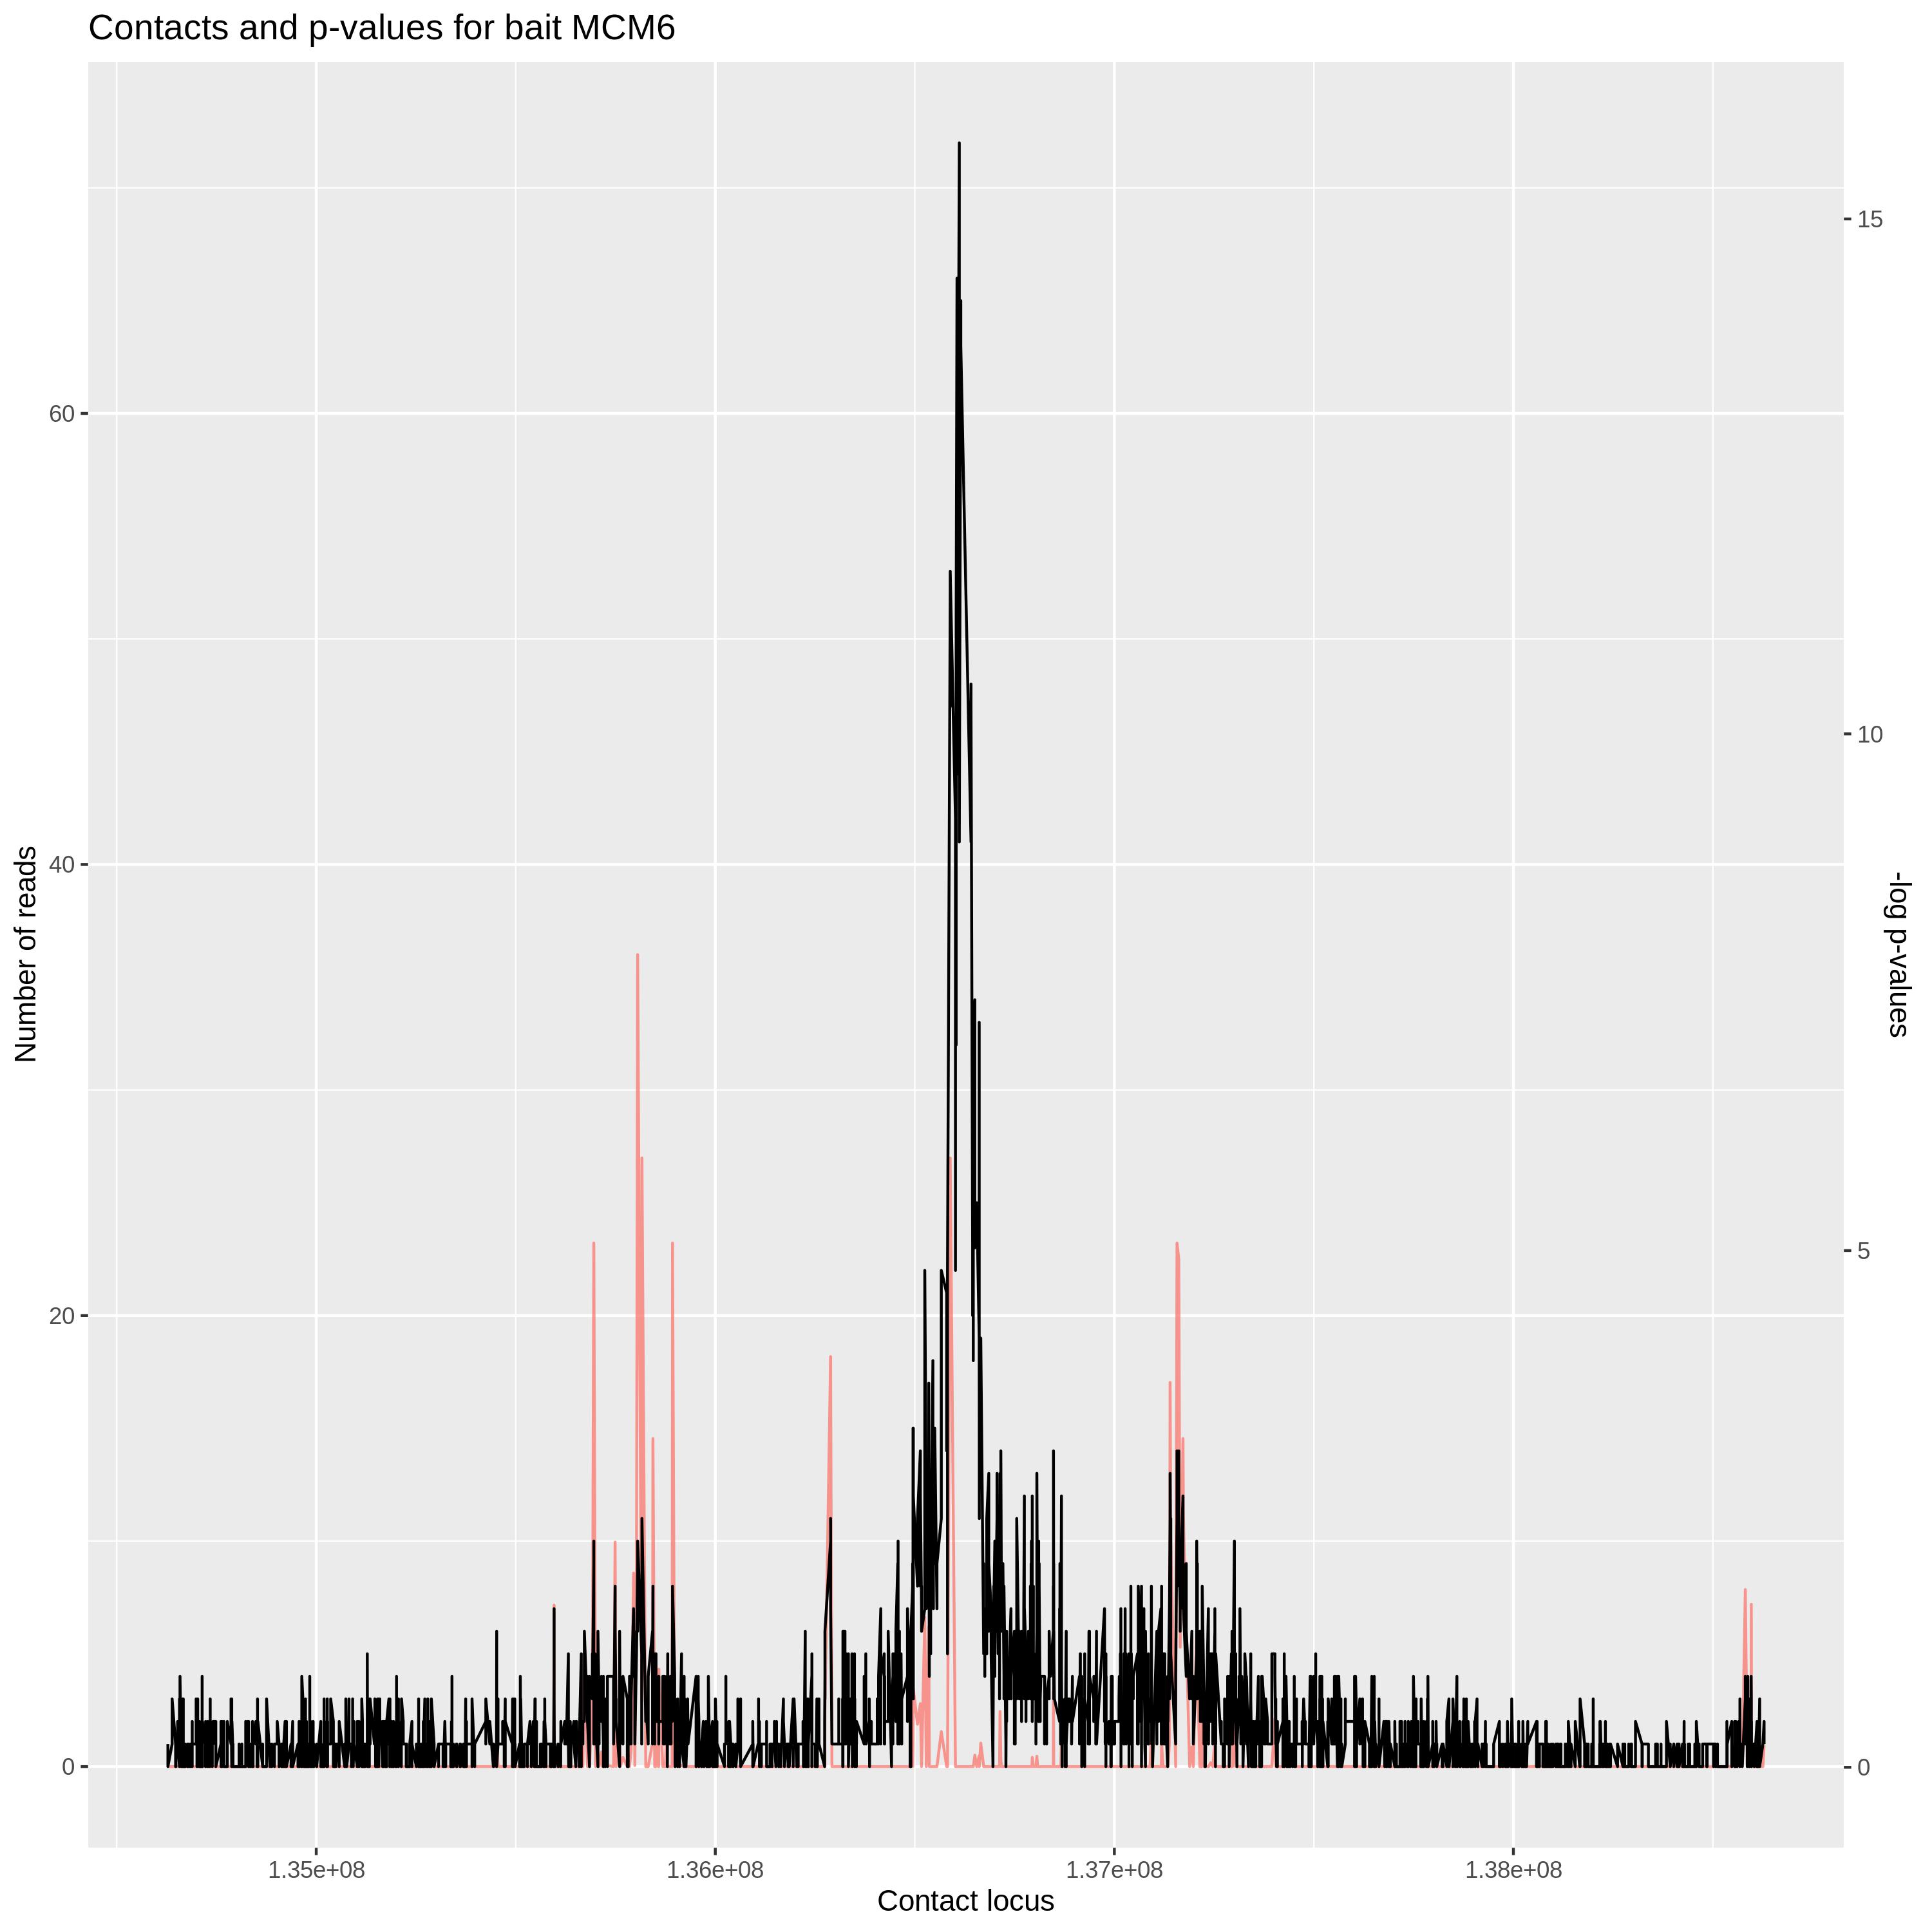 Contacts and p-values for bait MCM6
Number of reads
60
40
20
0
15
10
5
0
-log p-values
1.35e+08 1.36e+08 1.37e+08 1.38e+08
Contact locus